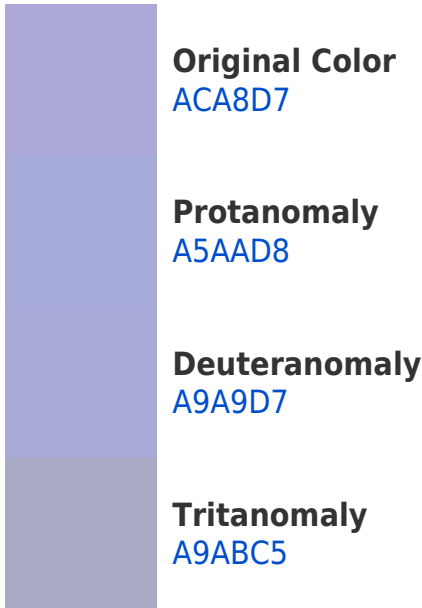 Original Color
ACA8D7
Protanomaly
A5AAD8
Deuteranomaly
A9A9D7
Tritanomaly
A9ABC5